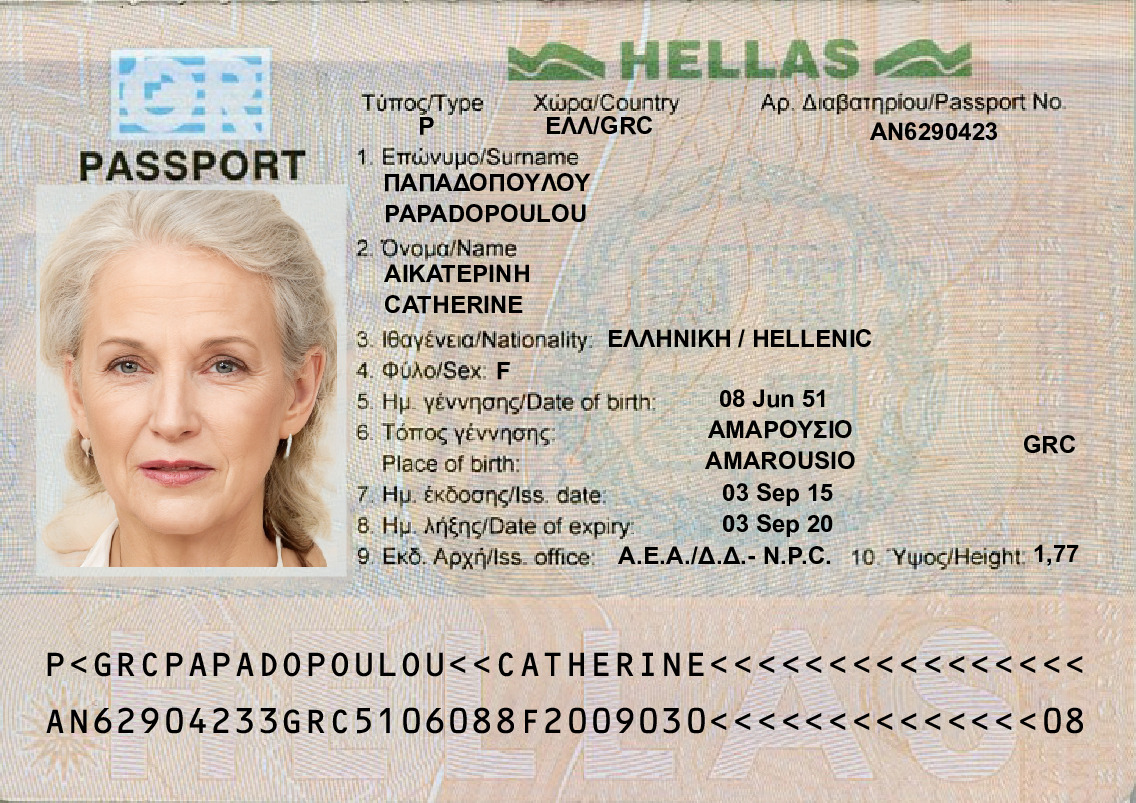 GR
HELLAS
PASSPORT
Τύπος/Type Χώρα/Country Αρ. Διαβατηρίου/Passport No.
P ΕΛΛ/GRC AN6290423
1. Επώνυμο/Surname
ΠΑΠΑΔΟΠΟΥΛΟΥ
PAPADOPOULOU
2. Όνομα/Name
ΑΙΚΑΤΕΡΙΝΗ
CATHERINE
3. Ιθαγένεια/Nationality: ΕΛΛΗΝΙΚΗ / HELLENIC
4. Φύλο/Sex: F
5. Ημ. γέννησης/Date of birth: 08 Jun 51
6. Τόπος γέννησης: ΑΜΑΡΟΥΣΙΟ
Place of birth: AMAROUSIO GRC
7. Ημ. έκδοσης/Iss. date: 03 Sep 15
8. Ημ. λήξης/Date of expiry: 03 Sep 20
9 Εκδ. Αρχή/Iss. office: Α.Ε.Α./Δ.Δ.- N.P.C. 10. Ύψος/Height: 1,77
HELLAS
P<GRCPAPADOPOULOU<<CATHERINE<<<<<<<<<<<<<<<<
AN62904233GRC5106088F2009030<<<<<<<<<<<<<<08